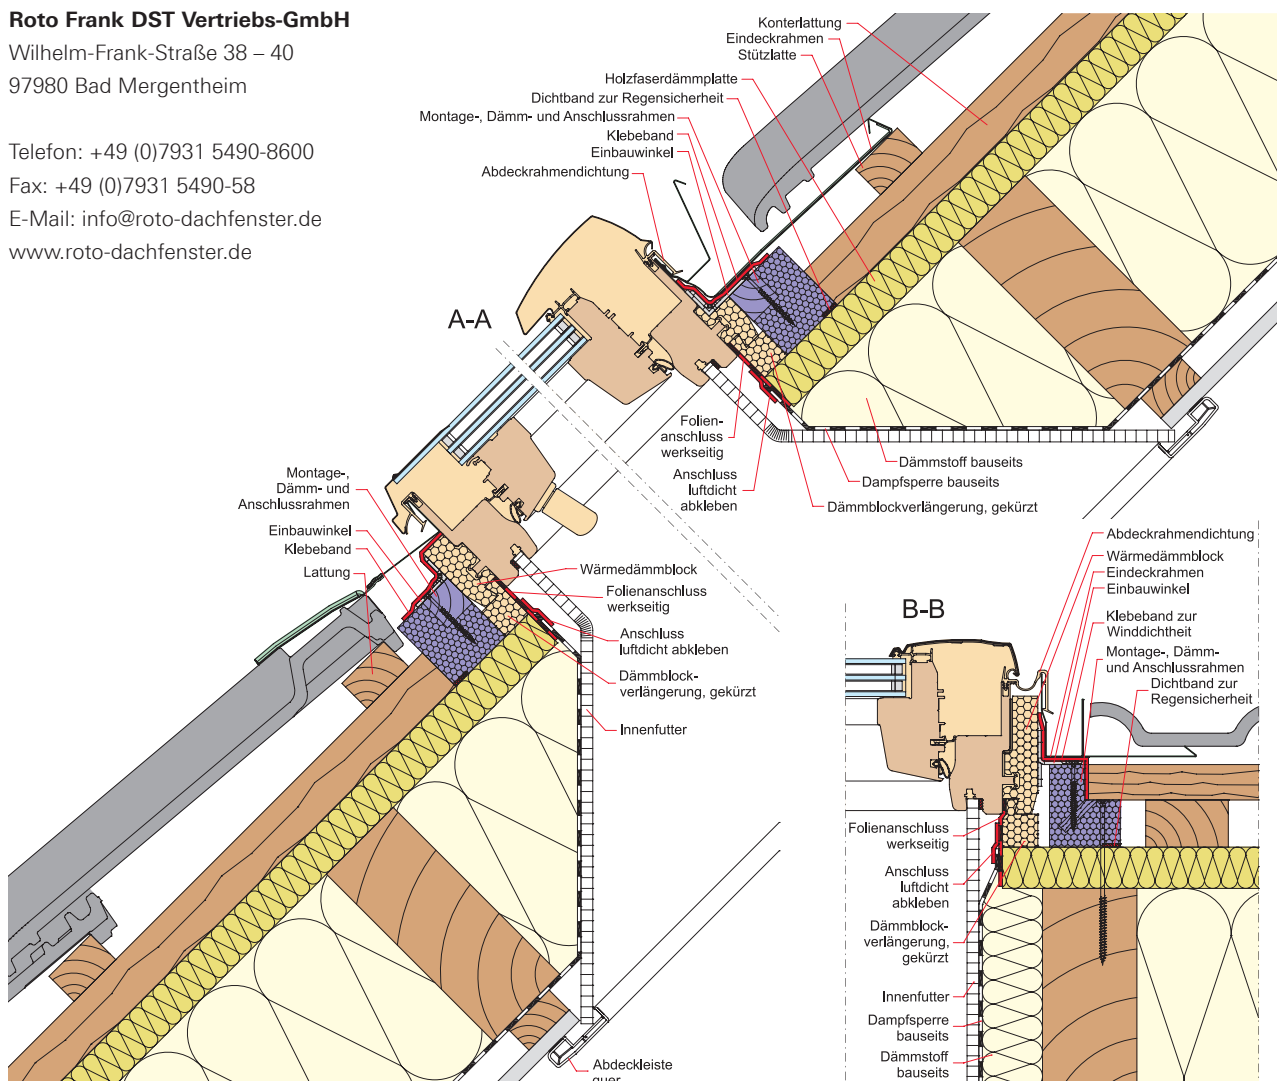 Roto Frank DST Vertriebs-GmbH
Wilhelm-Frank-Straße 38 – 40
97980 Bad Mergentheim
Telefon: +49 (0)7931 5490-8600
Fax: +49 (0)7931 5490-58
E-Mail: info@roto-dachfenster.de
www.roto-dachfenster.de
Konterlattung
Eindeckrahmen
Stützlatte
Holzfaserdämmplatte
Dichtband zur Regensicherheit
Montage-, Dämm- und Anschlussrahmen
Klebeband
Einbauwinkel
Abdeckrahmendichtung
A-A
Folien-
anschluss
werkseitig
Anschluss
luftdicht
abkleben
Dämmstoff bauseits
Dampfsperre bauseits
Dämmblockverlängerung, gekürzt
Montage-,
Dämm- und
Anschlussrahmen
Einbauwinkel
Klebeband
Lattung
Wärmedämmblock
Folienanschluss
werkseitig
Anschluss
luftdicht abkleben
Dämmblock-
verlängerung, gekürzt
Innenfutter
Abdeckleiste
quer
B-B
Abdeckrahmendichtung
Wärmedämmblock
Eindeckrahmen
Einbauwinkel
Klebeband zur
Winddichtheit
Montage-, Dämm-
und Anschlussrahmen
Dichtband zur
Regensicherheit
Folienanschluss
werkseitig
Anschluss
luftdicht
abkleben
Dämmblock-
verlängerung,
gekürzt
Innenfutter
Dampfsperre
bauseits
Dämmstoff
bauseits